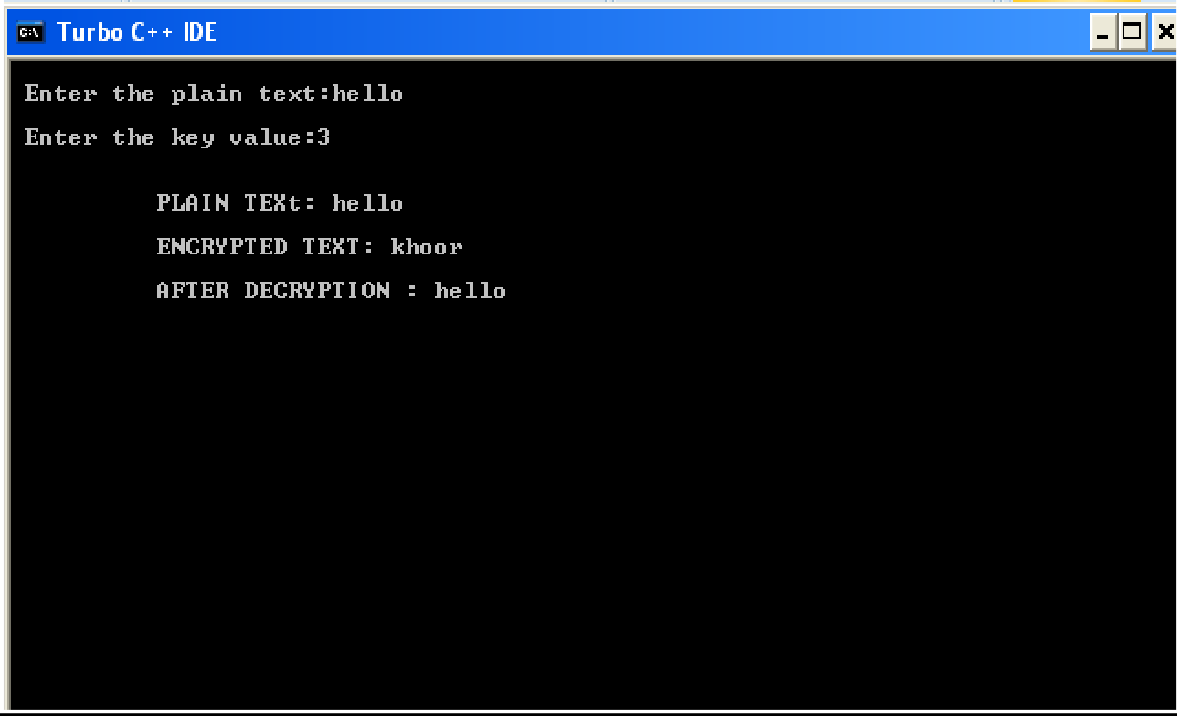 Turbo C++ IDE
Enter the plain text:hello
Enter the key value:3
PLAIN TEXt: hello
ENCRYPTED TEXT: khoor
AFTER DECRYPTION : hello